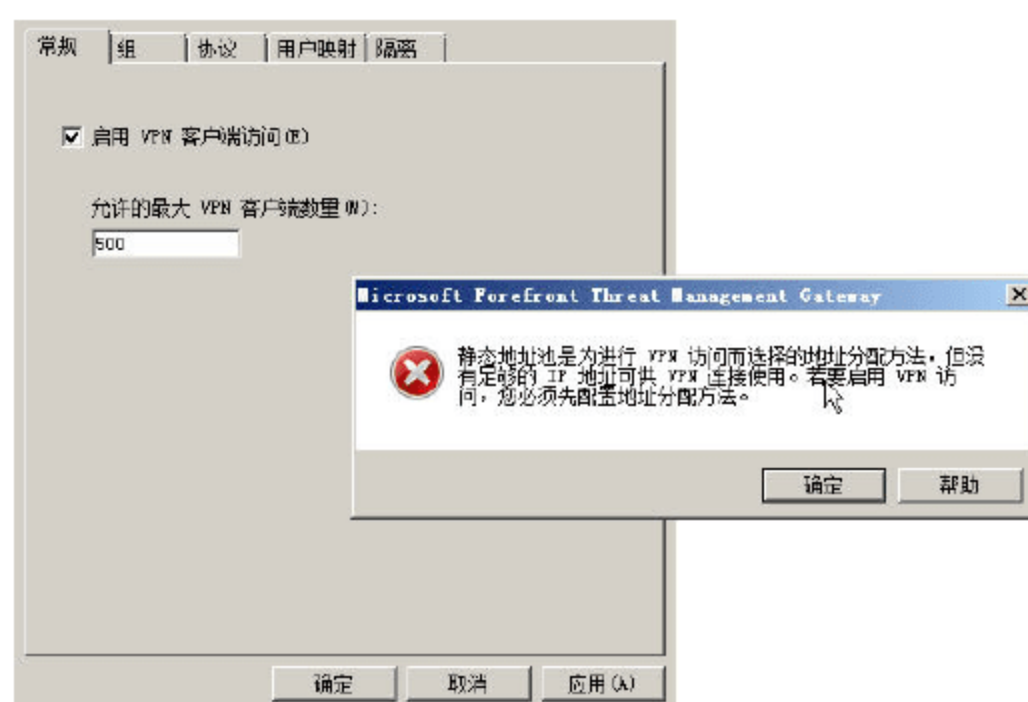 常规 组 协议 用户映射 隔离
启用 VPN 客户端访问(E)
允许的最大 VPN 客户端数量(N):
500
Microsoft Forefront Threat Management Gateway
静态地址池是为进行 VPN 访问而选择的地址分配方法，但没
有足够的 IP 地址可供 VPN 连接使用。若要启用 VPN 访
问，您必须先配置地址分配方法。
确定 帮助
确定 取消 应用(A)